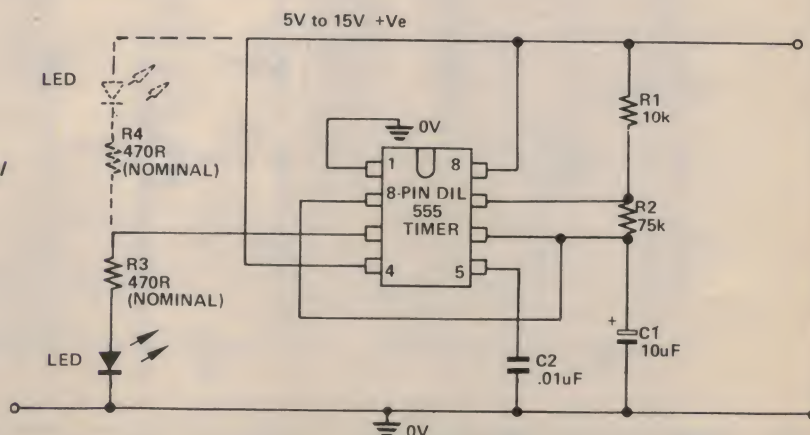 5V to 15V +Ve
LED
R4
470R
(NOMINAL)
0V
R1
10k
1
8
8-PIN DIL
555
TIMER
R2
75k
4
5
R3
470R
(NOMINAL)
LED
+
C1
10uF
C2
.01uF
0V